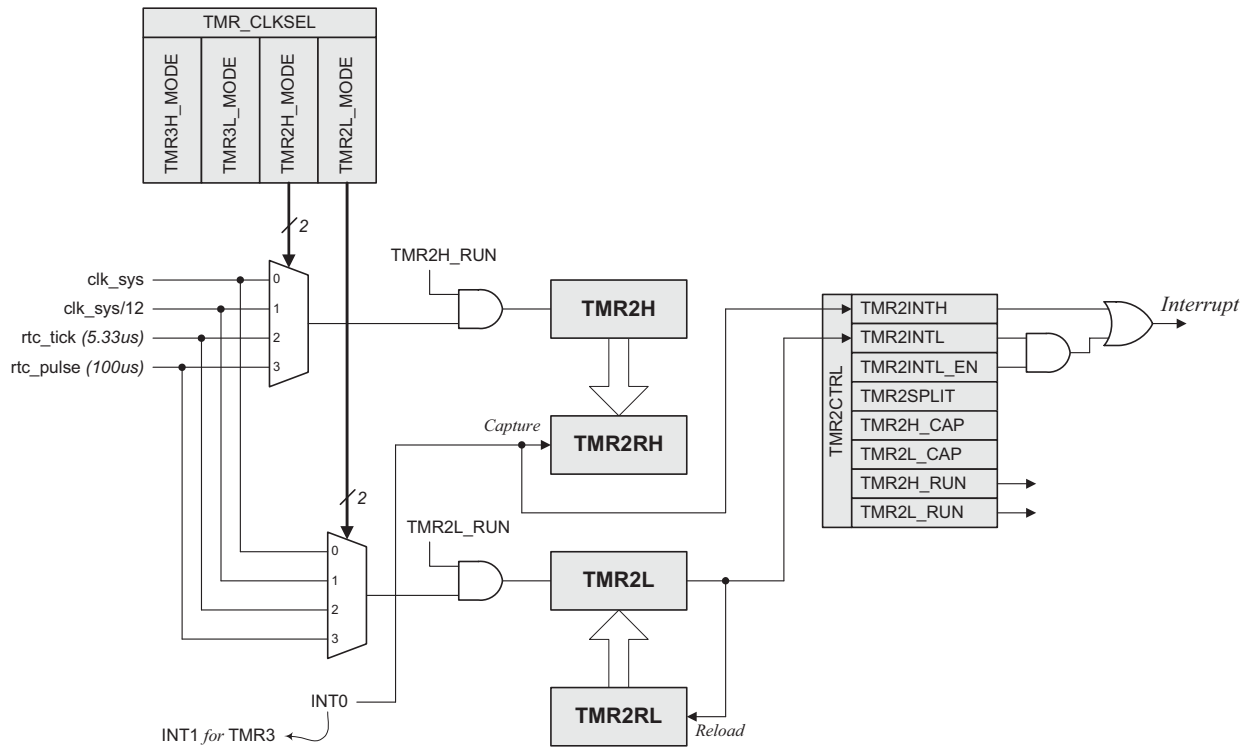 TMR_CLKSEL
TMR3H_MODE
TMR3L_MODE
TMR2H_MODE
TMR2L_MODE
2
clk_sys
clk_sys/12
rtc_tick (5.33us)
rtc_pulse (100us)
0
1
2
3
TMR2H_RUN
TMR2H
Capture
TMR2RH
2
0
1
2
3
TMR2L_RUN
TMR2L
TMR2RL
Reload
INT0
INT1 for TMR3
TMR2CTRL
TMR2INTH
TMR2INTL
TMR2INTL_EN
TMR2SPLIT
TMR2H_CAP
TMR2L_CAP
TMR2H_RUN
TMR2L_RUN
Interrupt